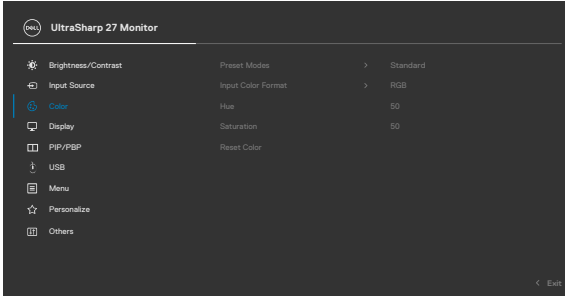 DELL UltraSharp 27 Monitor
Brightness/Contrast Preset Modes > Standard
Input Source Input Color Format > RGB
Color Hue 50
Display Saturation 50
PIP/PBP Reset Color
USB
Menu
Personalize
Others
< Exit